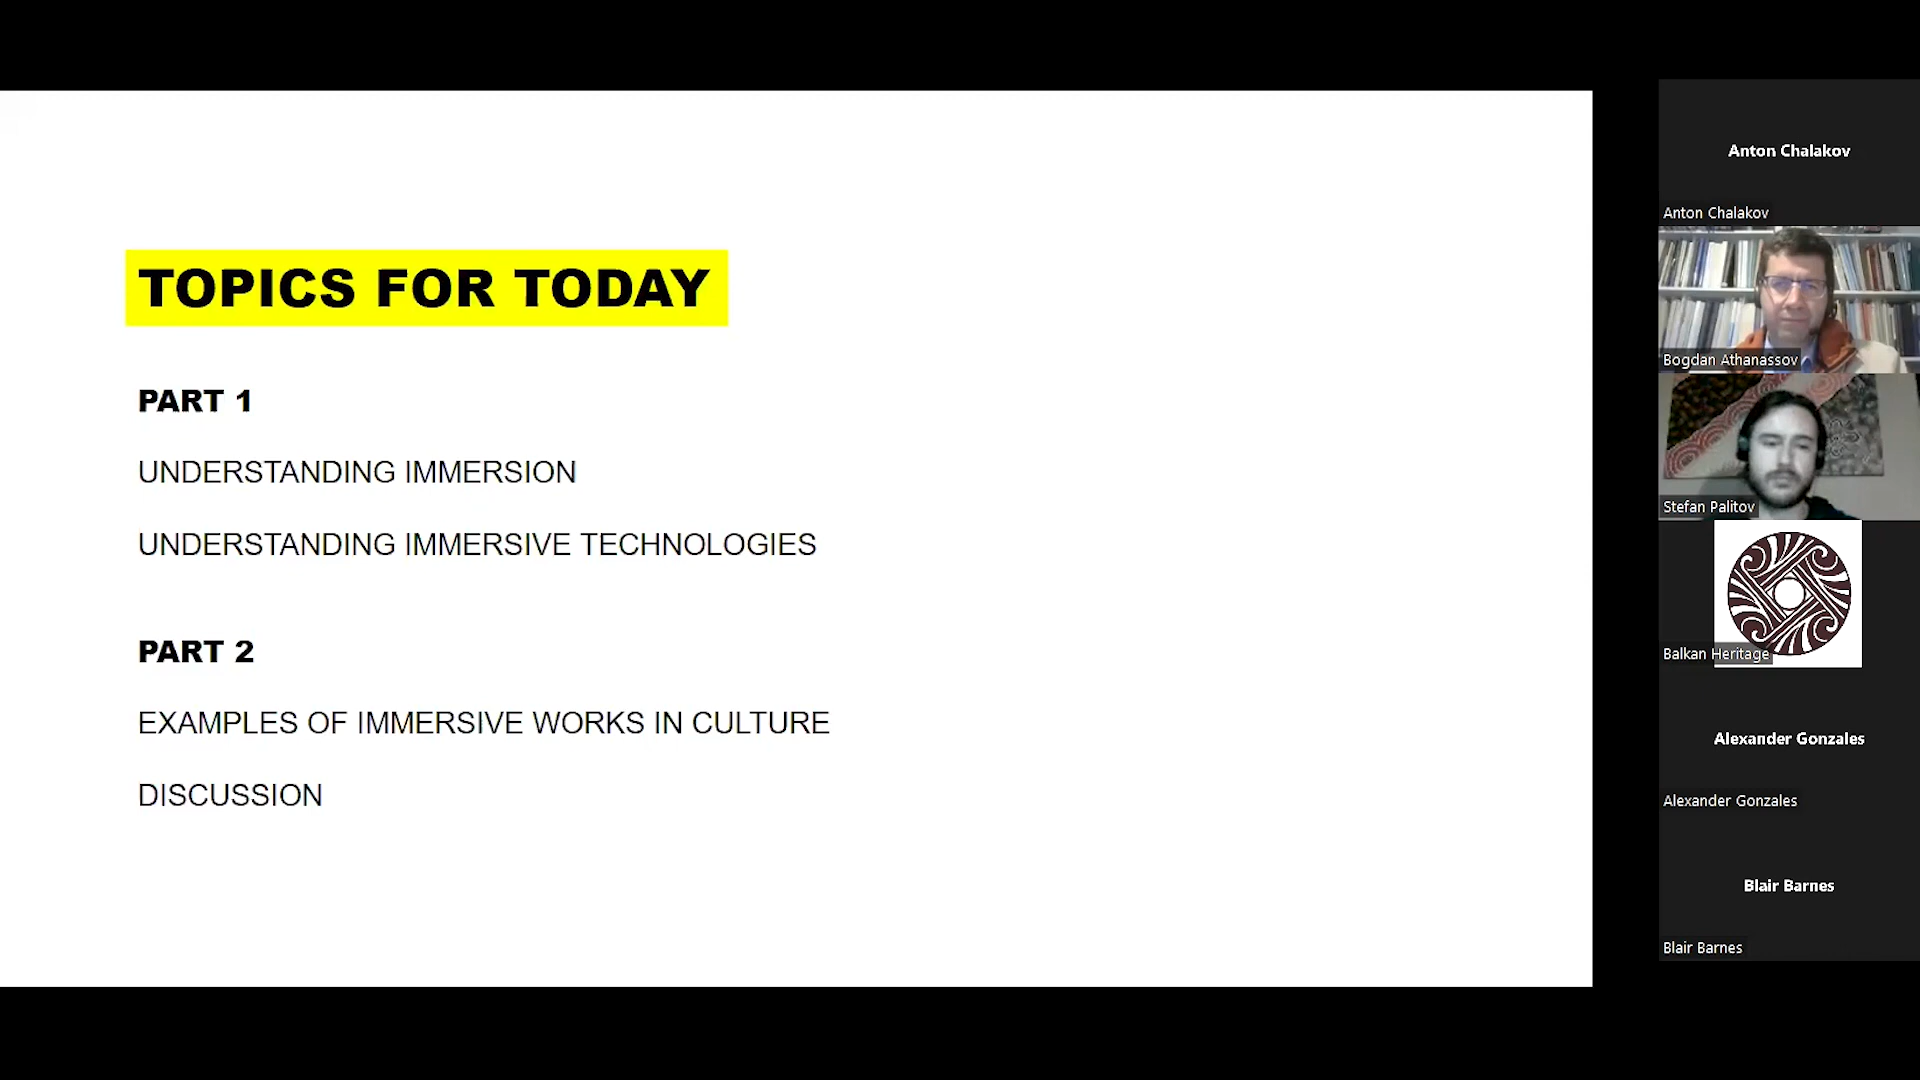 TOPICS FOR TODAY
PART 1
UNDERSTANDING IMMERSION
UNDERSTANDING IMMERSIVE TECHNOLOGIES
PART 2
EXAMPLES OF IMMERSIVE WORKS IN CULTURE
DISCUSSION
Anton Chalakov
Anton Chalakov
Bogdan Athanassov
Stefan Palitov
Balkan Heritage
Alexander Gonzales
Alexander Gonzales
Blair Barnes
Blair Barnes